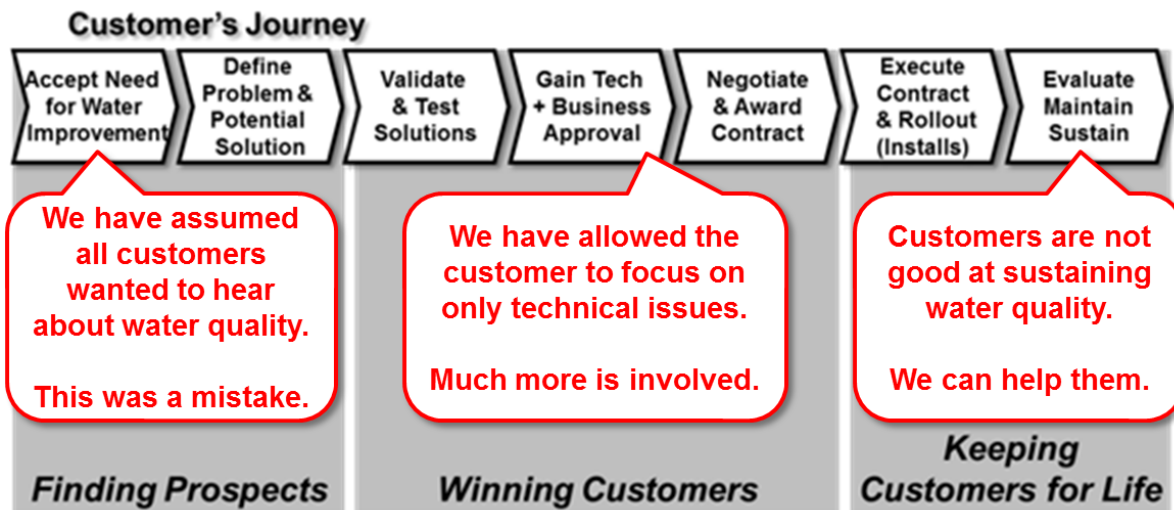 Customer's Journey
Accept Need
for Water
Improvement
Define
Problem &
Potential
Solution
Validate
& Test
Solutions
Gain Tech
+ Business
Approval
Negotiate
& Award
Contract
Execute
Contract
& Rollout
(Installs)
Evaluate
Maintain
Sustain
We have assumed
all customers
wanted to hear
about water quality.
This was a mistake.
We have allowed the
customer to focus on
only technical issues.
Much more is involved.
Customers are not
good at sustaining
water quality.
We can help them.
Finding Prospects
Winning Customers
Keeping
Customers for Life